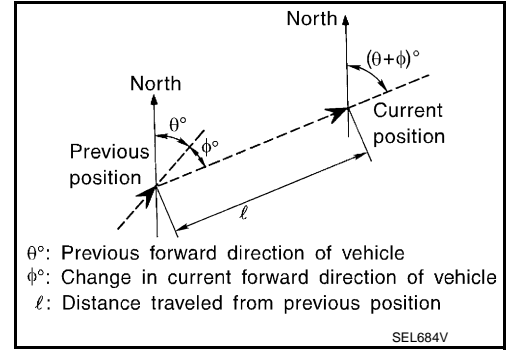 North
(θ+ϕ)°
North
θ°
ϕ°
Current
position
Previous
position
ℓ
θ°: Previous forward direction of vehicle
ϕ°: Change in current forward direction of vehicle
ℓ: Distance traveled from previous position
SEL684V